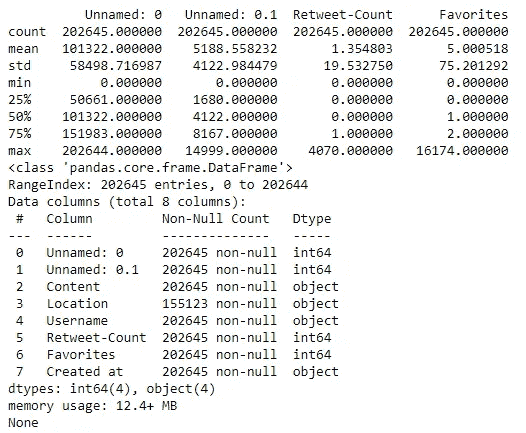 Unnamed: 0 Unnamed: 0.1 Retweet-Count Favorites
count 202645.000000 202645.000000 202645.000000 202645.000000
mean 101322.000000 5188.558232 1.354803 5.000518
std 58498.716987 4122.984479 19.532750 75.201292
min 0.000000 0.000000 0.000000 0.000000
25% 50661.000000 1680.000000 0.000000 0.000000
50% 101322.000000 4122.000000 0.000000 1.000000
75% 151983.000000 8167.000000 1.000000 2.000000
max 202644.000000 14999.000000 4070.000000 16174.000000
<class 'pandas.core.frame.DataFrame'>
RangeIndex: 202645 entries, 0 to 202644
Data columns (total 8 columns):
# Column Non-Null Count Dtype
--- ------ -------------- -----
0 Unnamed: 0 202645 non-null int64
1 Unnamed: 0.1 202645 non-null int64
2 Content 202645 non-null object
3 Location 155123 non-null object
4 Username 202645 non-null object
5 Retweet-Count 202645 non-null int64
6 Favorites 202645 non-null int64
7 Created at 202645 non-null object
dtypes: int64(4), object(4)
memory usage: 12.4+ MB
None